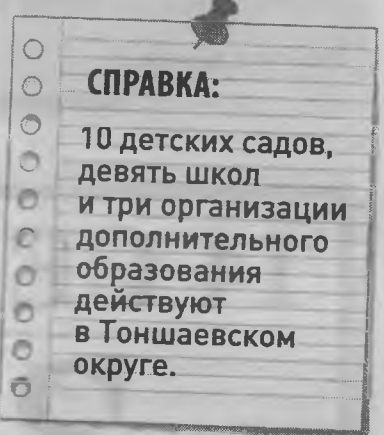 СПРАВКА:
10 детских садов,
девять школ
и три организации
дополнительного
образования
действуют
в Тоншаевском
округе.